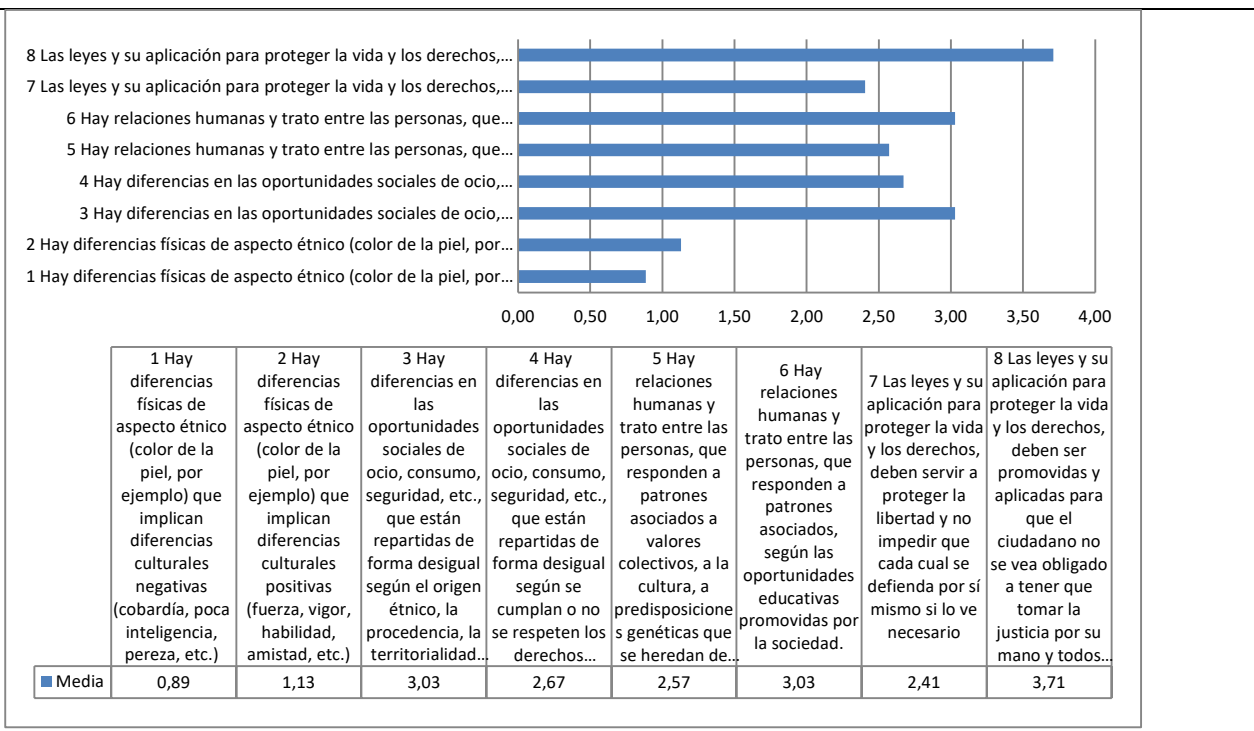 8 Las leyes y su aplicación para proteger la vida y los derechos,...
7 Las leyes y su aplicación para proteger la vida y los derechos,...
6 Hay relaciones humanas y trato entre las personas, que...
5 Hay relaciones humanas y trato entre las personas, que...
4 Hay diferencias en las oportunidades sociales de ocio,...
3 Hay diferencias en las oportunidades sociales de ocio,...
2 Hay diferencias físicas de aspecto étnico (color de la piel, por...
1 Hay diferencias físicas de aspecto étnico (color de la piel, por...
0,00 0,50 1,00 1,50 2,00 2,50 3,00 3,50 4,00
1 Hay
diferencias
físicas de
aspecto étnico
(color de la
piel, por
ejemplo) que
implican
diferencias
culturales
negativas
(cobardía, poca
inteligencia,
pereza, etc.)
2 Hay
diferencias
físicas de
aspecto étnico
(color de la
piel, por
ejemplo) que
implican
diferencias
culturales
positivas
(fuerza, vigor,
habilidad,
amistad, etc.)
3 Hay
diferencias en
las
oportunidades
sociales de
ocio, consumo,
seguridad, etc.,
que están
repartidas de
forma desigual
según el origen
étnico, la
procedencia, la
territorialidad...
4 Hay
diferencias en
las
oportunidades
sociales de
ocio, consumo,
seguridad, etc.,
que están
repartidas de
forma desigual
según se
cumplan o no
se respeten los
derechos...
5 Hay
relaciones
humanas y
trato entre las
personas, que
responden a
patrones
asociados a
valores
colectivos, a la
cultura, a
predisposicione
s genéticas que
se heredan de...
6 Hay
relaciones
humanas y
trato entre las
personas, que
responden a
patrones
asociados,
según las
oportunidades
educativas
promovidas por
la sociedad.
7 Las leyes y su
aplicación para
proteger la vida
y los derechos,
deben servir a
proteger la
libertad y no
impedir que
cada cual se
defienda por sí
mismo si lo ve
necesario
8 Las leyes y su
aplicación para
proteger la vida
y los derechos,
deben ser
promovidas y
aplicadas para
que el
ciudadano no
se vea obligado
a tener que
tomar la
justicia por su
mano y todos...
Media 0,89 1,13 3,03 2,67 2,57 3,03 2,41 3,71